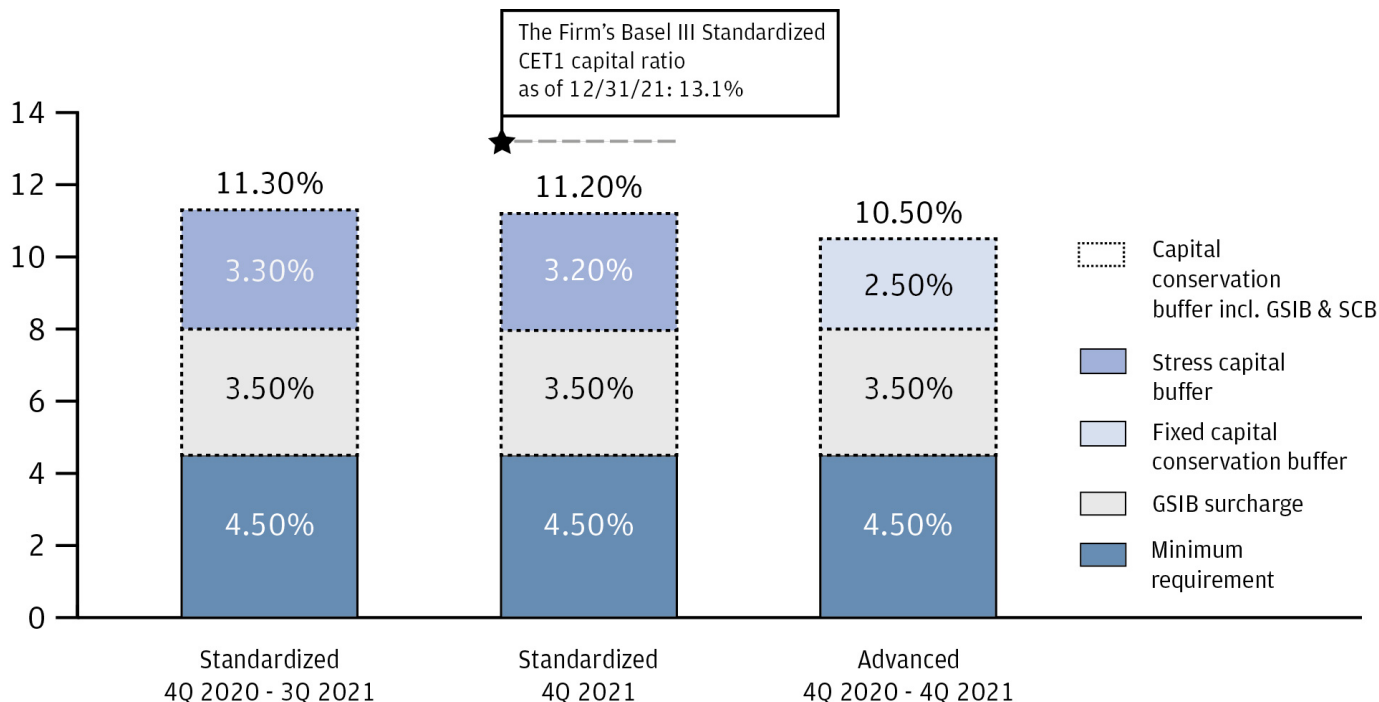 The Firm's Basel III Standardized
CET1 capital ratio
as of 12/31/21: 13.1%
14
12
10
8
6
4
2
0
11.30%
3.30%
3.50%
4.50%
11.20%
3.20%
3.50%
4.50%
10.50%
2.50%
3.50%
4.50%
Standardized
4Q 2020 - 3Q 2021
Standardized
4Q 2021
Advanced
4Q 2020 - 4Q 2021
Capital
conservation
buffer incl. GSIB & SCB
Stress capital
buffer
Fixed capital
conservation buffer
GSIB surcharge
Minimum
requirement